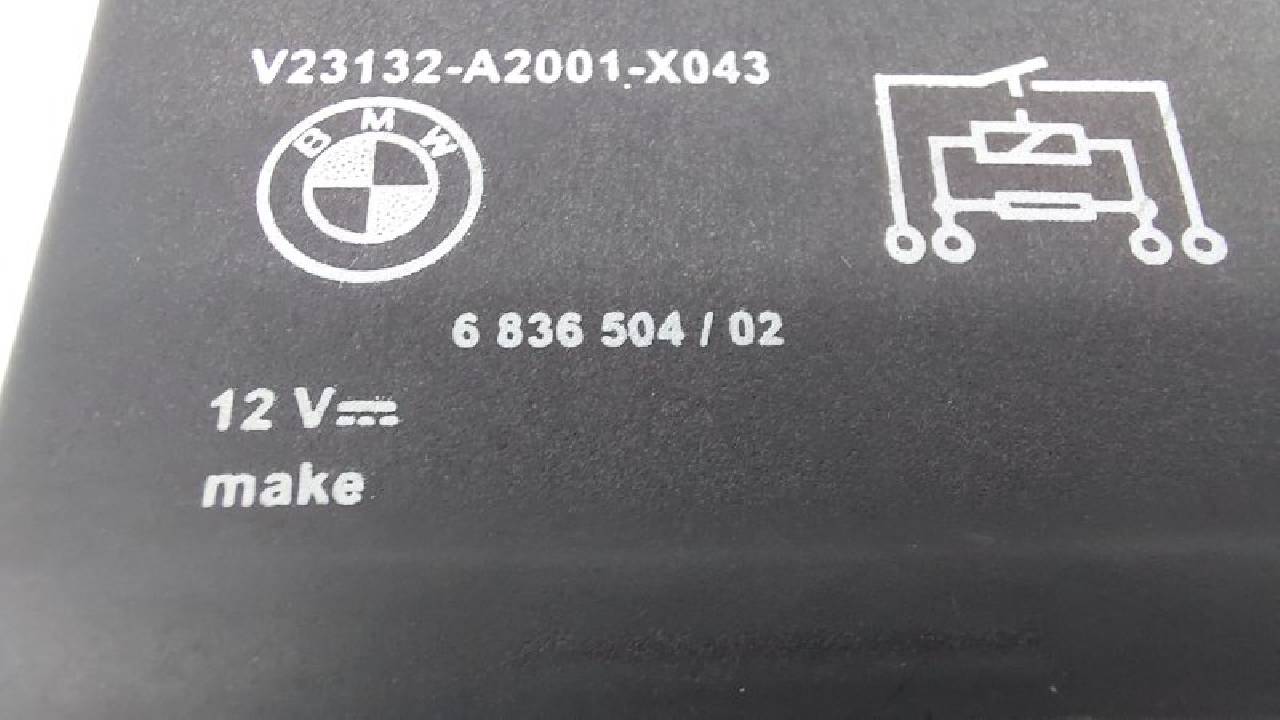 V23132-A2001-X043
BMW
6 836 504 / 02
12 V⎓
make